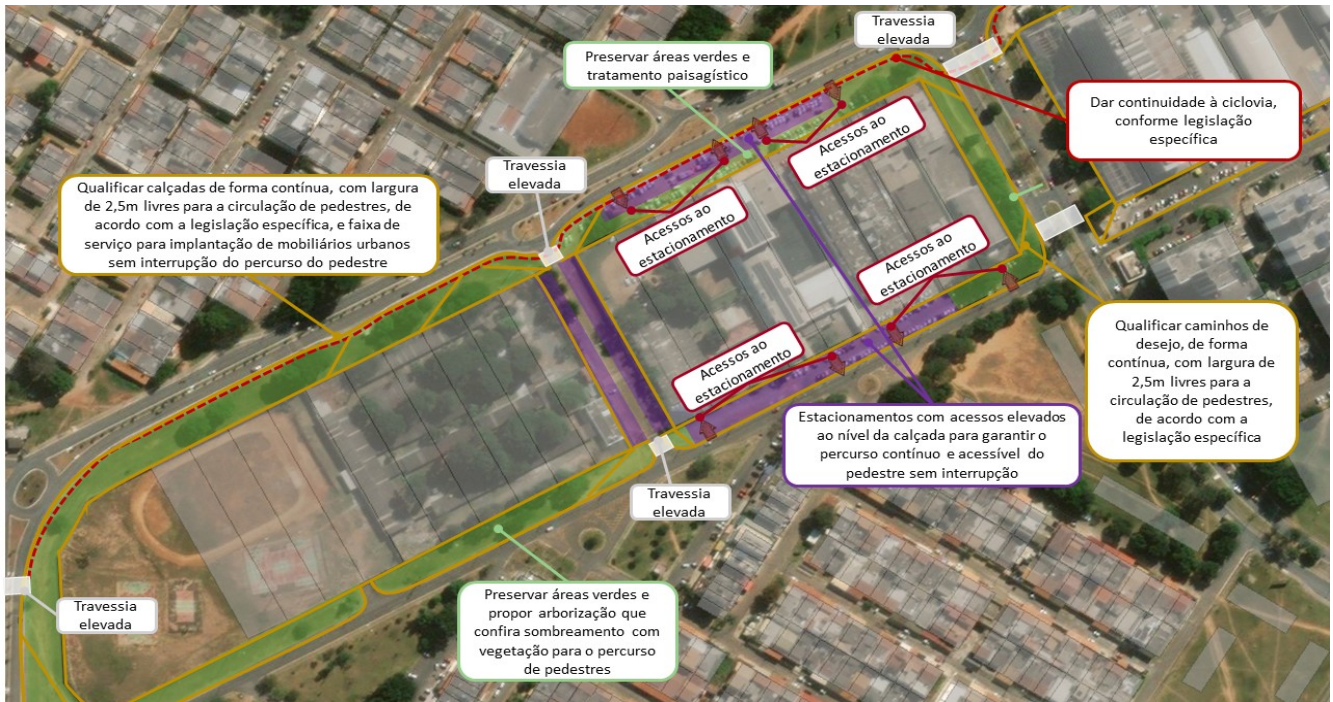 Travessia
elevada
Preservar áreas verdes e
tratamento paisagístico
Dar continuidade à ciclovia,
conforme legislação
específica
Acessos ao
estacionamento
Travessia
elevada
Qualificar calçadas de forma contínua, com largura
de 2,5m livres para a circulação de pedestres, de
acordo com a legislação específica, e faixa de
serviço para implantação de mobiliários urbanos
sem interrupção do percurso do pedestre
Acessos ao
estacionamento
Acessos ao
estacionamento
Acessos ao
estacionamento
Qualificar caminhos de
desejo, de forma
contínua, com largura de
2,5m livres para a
circulação de pedestres,
de acordo com a
legislação específica
Estacionamentos com acessos elevados
ao nível da calçada para garantir o
percurso contínuo e acessível do
pedestre sem interrupção
Travessia
elevada
Preservar áreas verdes e
propor arborização que
confira sombreamento com
vegetação para o percurso
de pedestres
Travessia
elevada